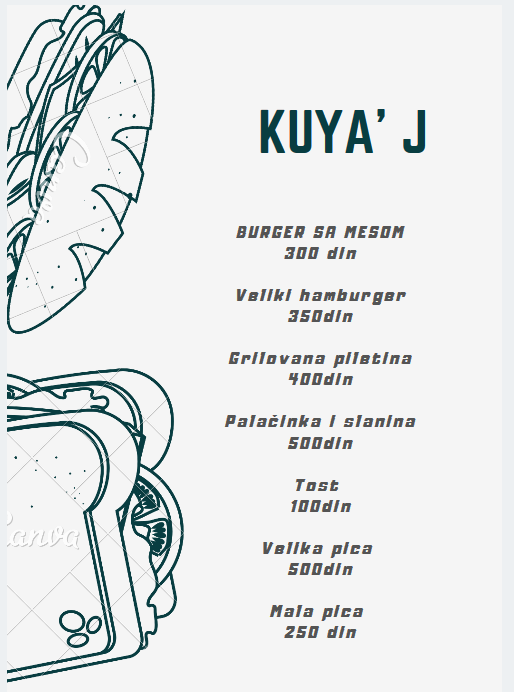 KUYA' J
BURGER SA MESOM
300 din
Veliki hamburger
350din
Grilovana piletina
400din
Palačinka i slanina
500din
Tost
100din
Velika pica
500din
Mala pica
250 din
Canva
Canva